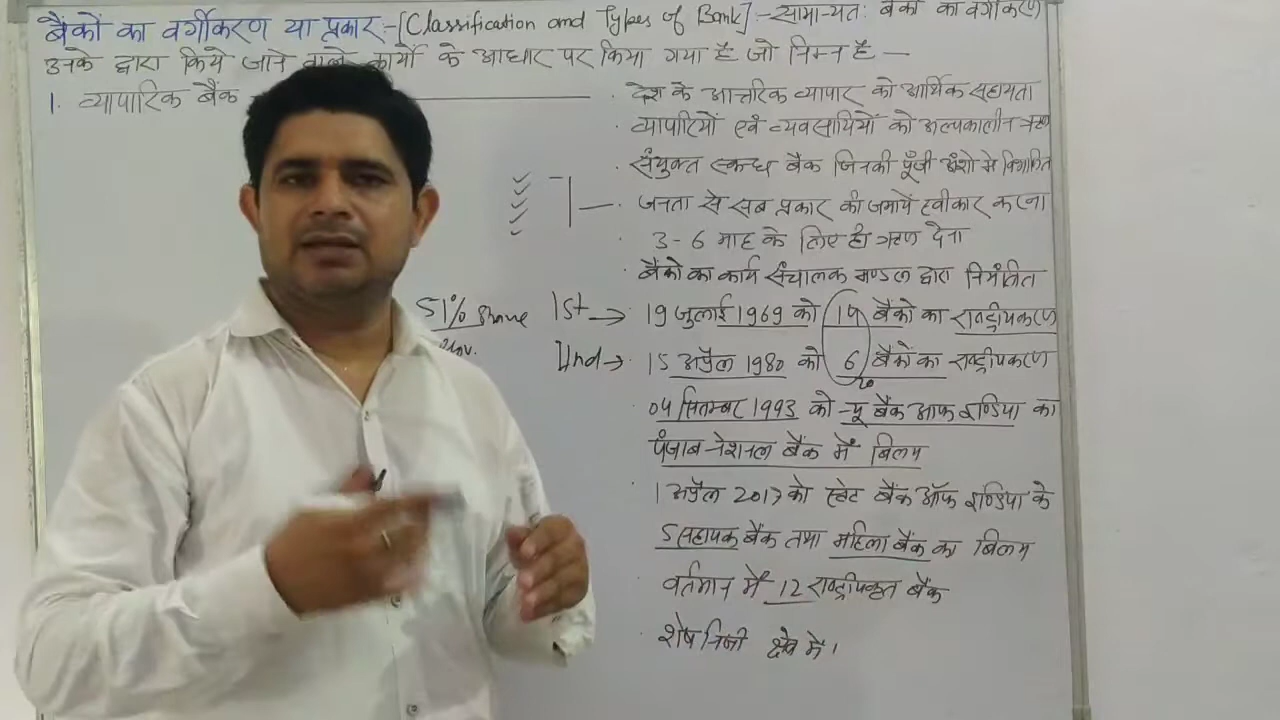 बैंकों का वर्गीकरण या प्रकार:-[Classification and Types of Bank]:- सामान्यतः बैंकों का वर्गीकरण
उनके द्वारा किये जाने वाले कार्यों के आधार पर किया गया है जो निम्न है —
1. व्यापारिक बैंक
· देश के आन्तरिक व्यापार को आर्थिक सहायता
· व्यापारियों एवं व्यवसायियों को अल्पकालीन ऋण
· संयुक्त स्कन्ध बैंक जिनकी पूँजी अंशो में विभाजित
· जनता से सब प्रकार की जमायें स्वीकार करना
· 3-6 माह के लिए ही ऋण देना
· बैंकों का कार्य संचालक मण्डल द्वारा नियंत्रित
51% Share Ist → · 19 जुलाई 1969 को 14 बैंकों का राष्ट्रीयकरण
Gov. IInd → · 15 अप्रैल 1980 को 6 बैंकों का राष्ट्रीयकरण
20
· 04 सितम्बर 1993 को न्यू बैंक आफ इण्डिया का
पंजाब नेशनल बैंक में विलय
· 1 अप्रैल 2017 को स्टेट बैंक ऑफ इण्डिया के
5 सहायक बैंक तथा महिला बैंक का विलय
· वर्तमान में 12 राष्ट्रीयकृत बैंक
· शेष निजी क्षेत्र में।